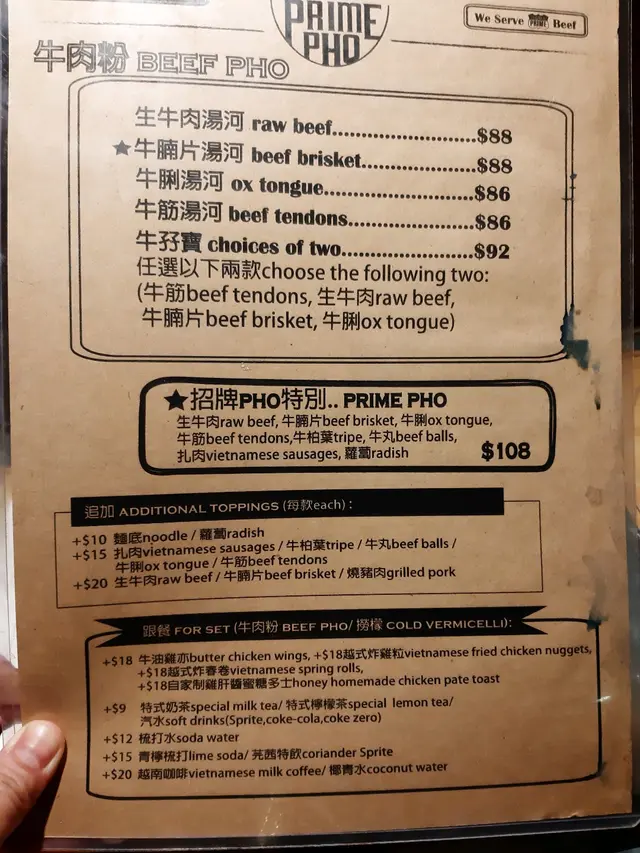 PRIME
PHO
We Serve PRIME Beef
牛肉粉 BEEF PHO
生牛肉湯河 raw beef.....................$88
★牛腩片湯河 beef brisket.................$88
牛脷湯河 ox tongue......................$86
牛筋湯河 beef tendons...................$86
牛孖寶 choices of two....................$92
任選以下兩款choose the following two:
(牛筋beef tendons, 生牛肉raw beef,
牛腩片beef brisket, 牛脷ox tongue)
★招牌PHO特別.. PRIME PHO
生牛肉raw beef, 牛腩片beef brisket, 牛脷ox tongue,
牛筋beef tendons,牛柏葉tripe, 牛丸beef balls,
扎肉vietnamese sausages, 蘿蔔radish $108
追加 ADDITIONAL TOPPINGS (每款each) :
+$10 麵底noodle / 蘿蔔radish
+$15 扎肉vietnamese sausages / 牛柏葉tripe / 牛丸beef balls /
牛脷ox tongue / 牛筋beef tendons
+$20 生牛肉raw beef / 牛腩片beef brisket / 燒豬肉grilled pork
跟餐 FOR SET (牛肉粉 BEEF PHO/ 撈檬 COLD VERMICELLI):
+$18 牛油雞亦butter chicken wings, +$18越式炸雞粒vietnamese fried chicken nuggets,
+$18越式炸春卷vietnamese spring rolls,
+$18自家制雞肝醬蜜糖多士honey homemade chicken pate toast
+$9 特式奶茶special milk tea/ 特式檸檬茶special lemon tea/
汽水soft drinks(Sprite,coke-cola,coke zero)
+$12 梳打水soda water
+$15 青檸梳打lime soda/ 芫茜特飲coriander Sprite
+$20 越南咖啡vietnamese milk coffee/ 椰青水coconut water